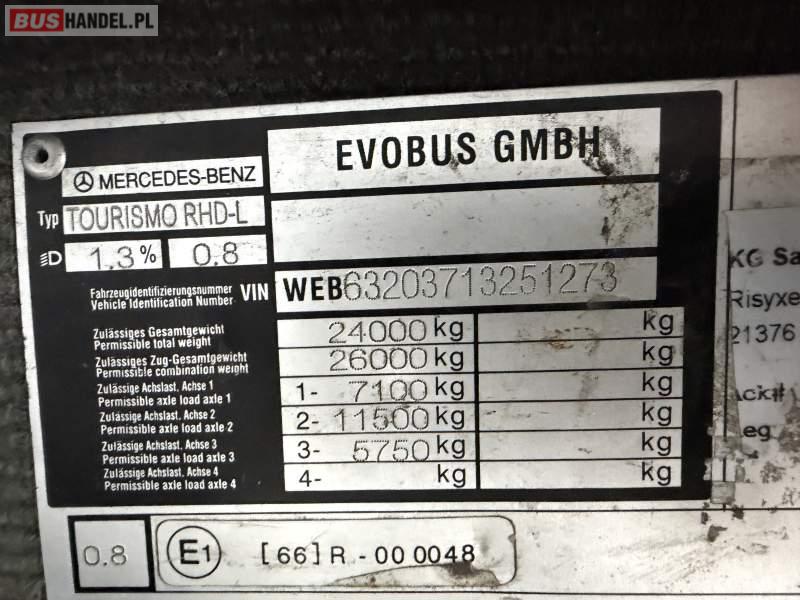 BUSHANDEL.PL
EVOBUS GMBH
MERCEDES-BENZ
Typ TOURISMO RHD-L
1.3% 0.8
Fahrzeugidentifizierungsnummer
Vehicle Identification Number VIN WEB63203713251273
Zulässiges Gesamtgewicht
Permissible total weight 24000 kg kg
Zulässiges Zug-Gesamtgewicht
Permissible combination weight 26000 kg kg
Zulässige Achslast, Achse 1
Permissible axle load axle 1 1- 7100 kg kg
Zulässige Achslast, Achse 2
Permissible axle load axle 2 2- 11500 kg kg
Zulässige Achslast, Achse 3
Permissible axle load axle 3 3- 5750 kg kg
Zulässige Achslast, Achse 4
Permissible axle load axle 4 4- kg kg
KG Sa
Risyxe
21376
0.8 E1 [66] R - 00 0048